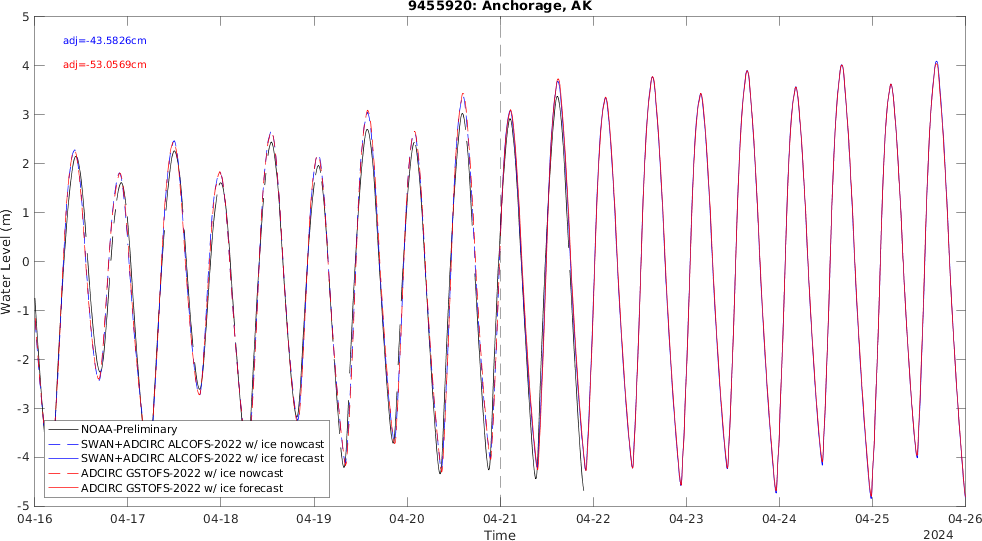 9455920: Anchorage, AK
5
adj=-43.5826cm
4
adj=-53.0569cm
3
2
1
0
-1
-2
-3
-4
-5
Water Level (m)
NOAA-Preliminary
SWAN+ADCIRC ALCOFS-2022 w/ ice nowcast
SWAN+ADCIRC ALCOFS-2022 w/ ice forecast
ADCIRC GSTOFS-2022 w/ ice nowcast
ADCIRC GSTOFS-2022 w/ ice forecast
04-16 04-17 04-18 04-19 04-20 04-21 04-22 04-23 04-24 04-25 04-26
Time
2024